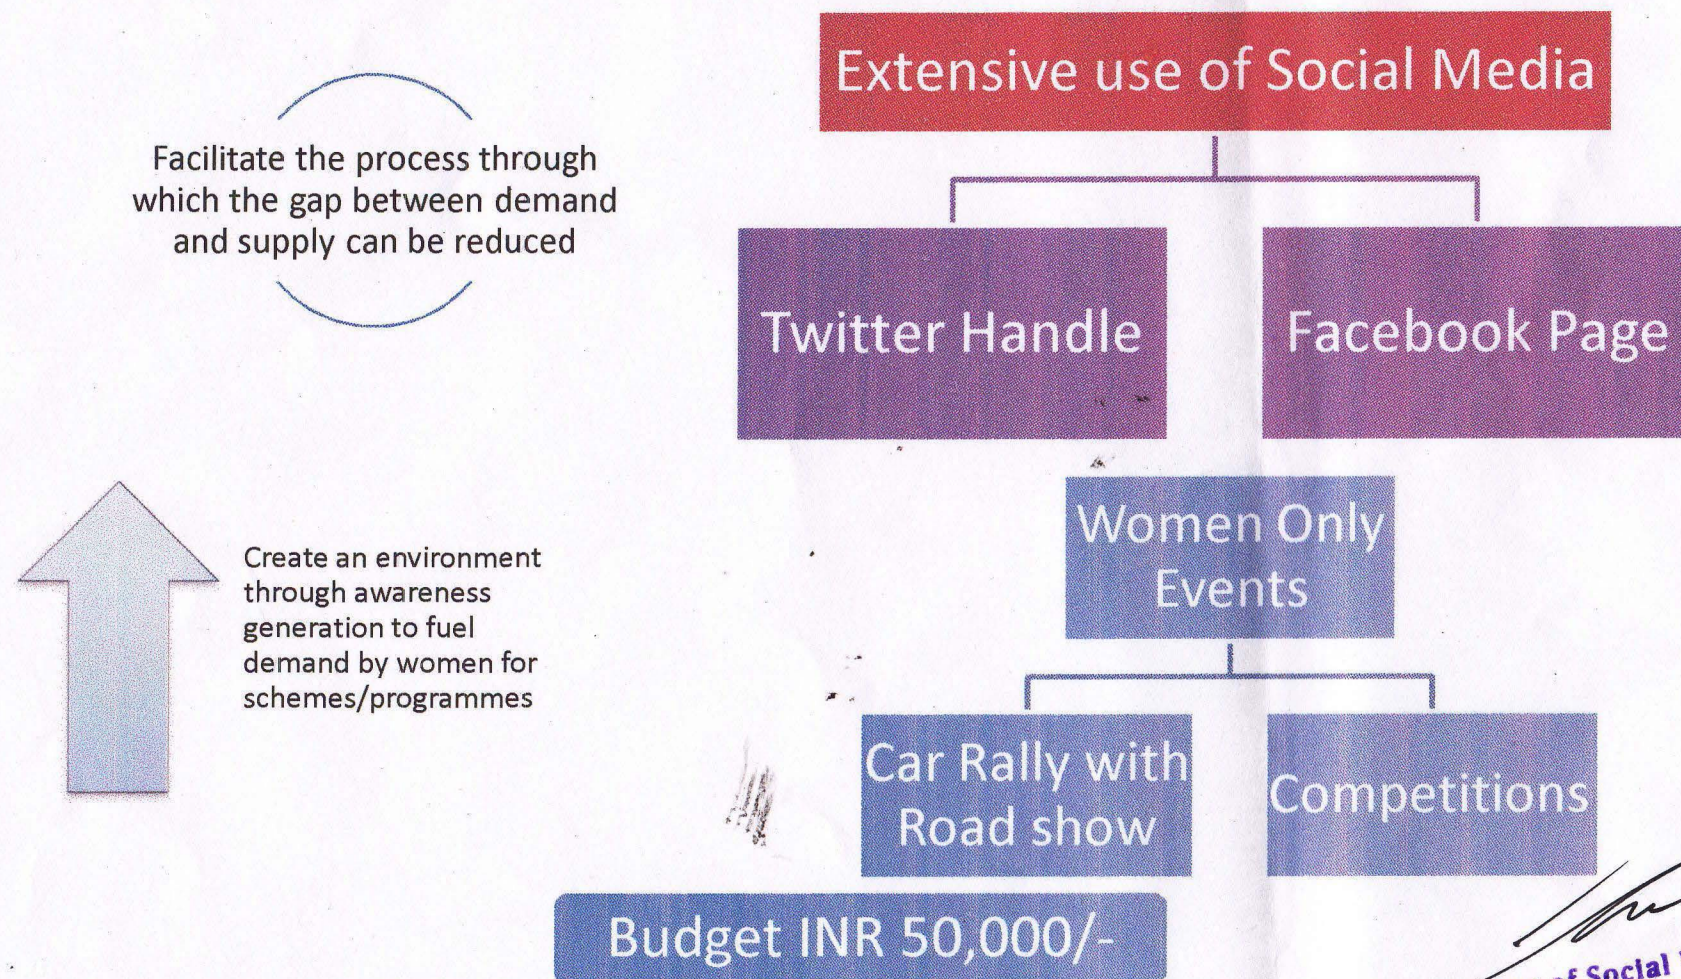 Facilitate the process through
which the gap between demand
and supply can be reduced
Create an environment
through awareness
generation to fuel
demand by women for
schemes/programmes
Extensive use of Social Media
Twitter Handle
Facebook Page
Women Only
Events
Car Rally with
Road show
Competitions
Budget INR 50,000/-
of Social